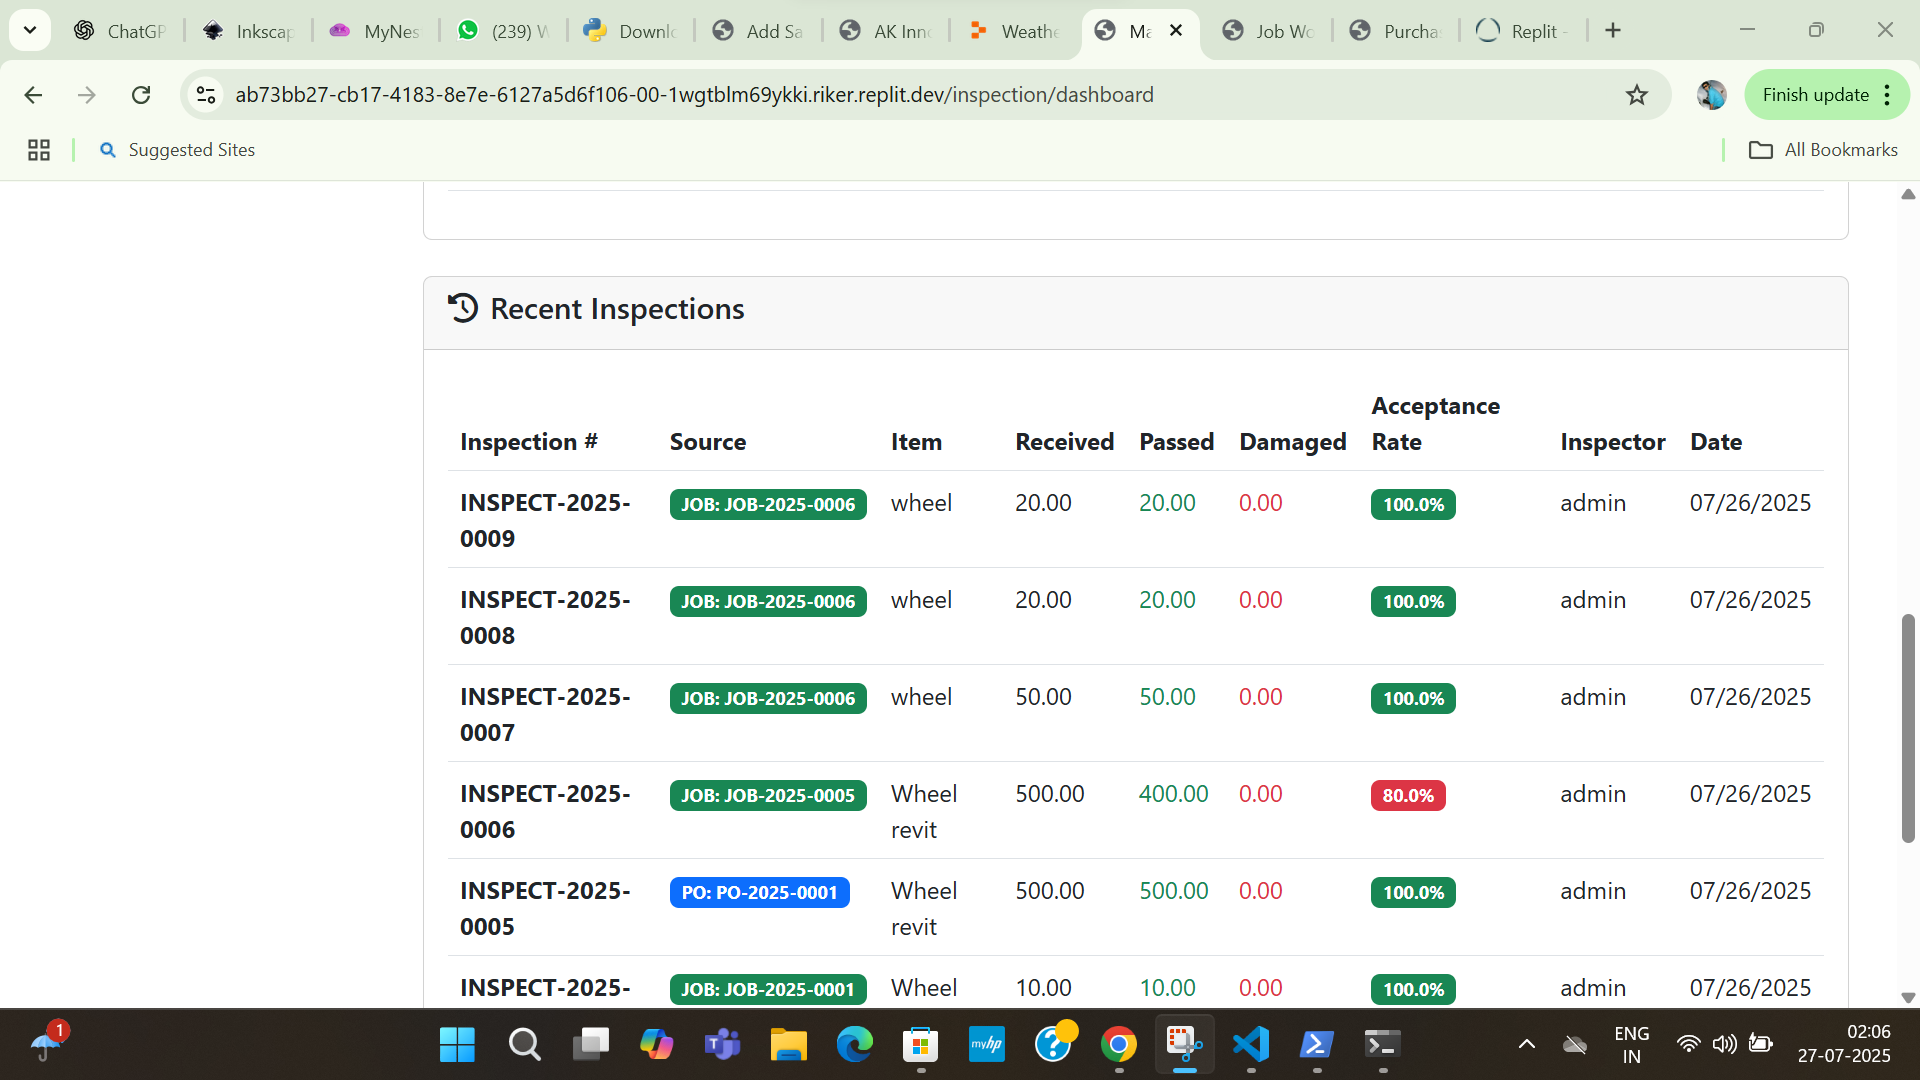 ChatGP
Inkscap
MyNes
(239) W
Downlo
Add Sa
AK Inno
Weathe
Ma
Job Wo
Purcha
Replit -
ab73bb27-cb17-4183-8e7e-6127a5d6f106-00-1wgtblm69ykki.riker.replit.dev/inspection/dashboard
Finish update
Suggested Sites
All Bookmarks
Recent Inspections
Inspection # Source Item Received Passed Damaged Acceptance Rate Inspector Date
INSPECT-2025-0009 JOB: JOB-2025-0006 wheel 20.00 20.00 0.00 100.0% admin 07/26/2025
INSPECT-2025-0008 JOB: JOB-2025-0006 wheel 20.00 20.00 0.00 100.0% admin 07/26/2025
INSPECT-2025-0007 JOB: JOB-2025-0006 wheel 50.00 50.00 0.00 100.0% admin 07/26/2025
INSPECT-2025-0006 JOB: JOB-2025-0005 Wheel revit 500.00 400.00 0.00 80.0% admin 07/26/2025
INSPECT-2025-0005 PO: PO-2025-0001 Wheel revit 500.00 500.00 0.00 100.0% admin 07/26/2025
INSPECT-2025- JOB: JOB-2025-0001 Wheel 10.00 10.00 0.00 100.0% admin 07/26/2025
1
myhp
ENG
IN
02:06
27-07-2025